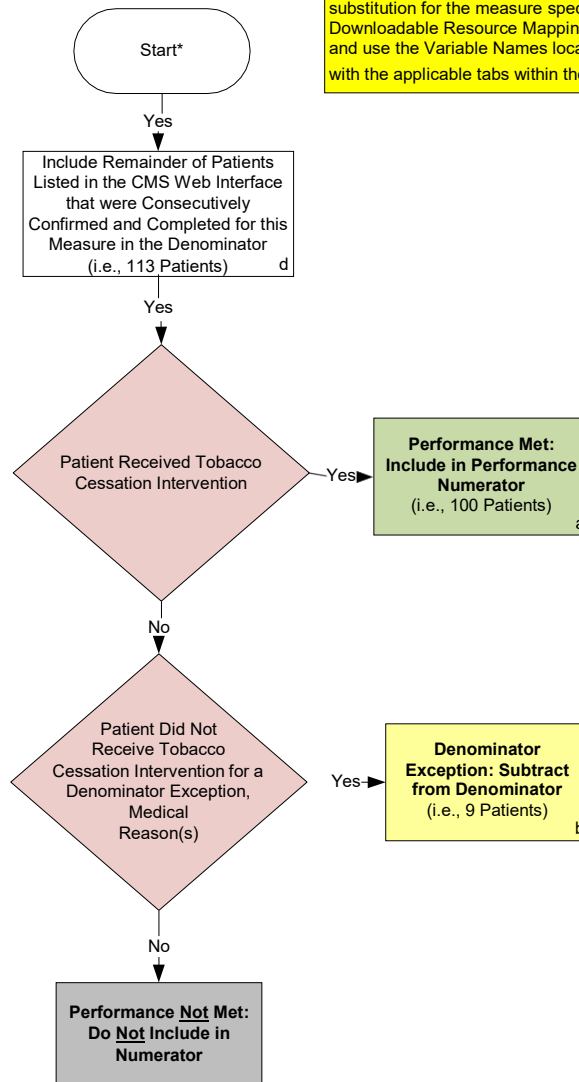 substitution for the measure
Downloadable Resource
and use the Variable Names
with the applicable tabs within
Start*
Yes
Include Remainder of Patients
Listed in the CMS Web Interface
that were Consecutively
Confirmed and Completed for this
Measure in the Denominator
(i.e., 113 Patients) d
Yes
Patient Received Tobacco
Cessation Intervention
Yes
Performance Met:
Include in Performance
Numerator
(i.e., 100 Patients)
a
No
Patient Did Not
Receive Tobacco
Cessation Intervention for a
Denominator Exception,
Medical
Reason(s)
Yes
Denominator
Exception: Subtract
from Denominator
(i.e., 9 Patients)
b
No
Performance Not Met:
Do Not Include in
Numerator